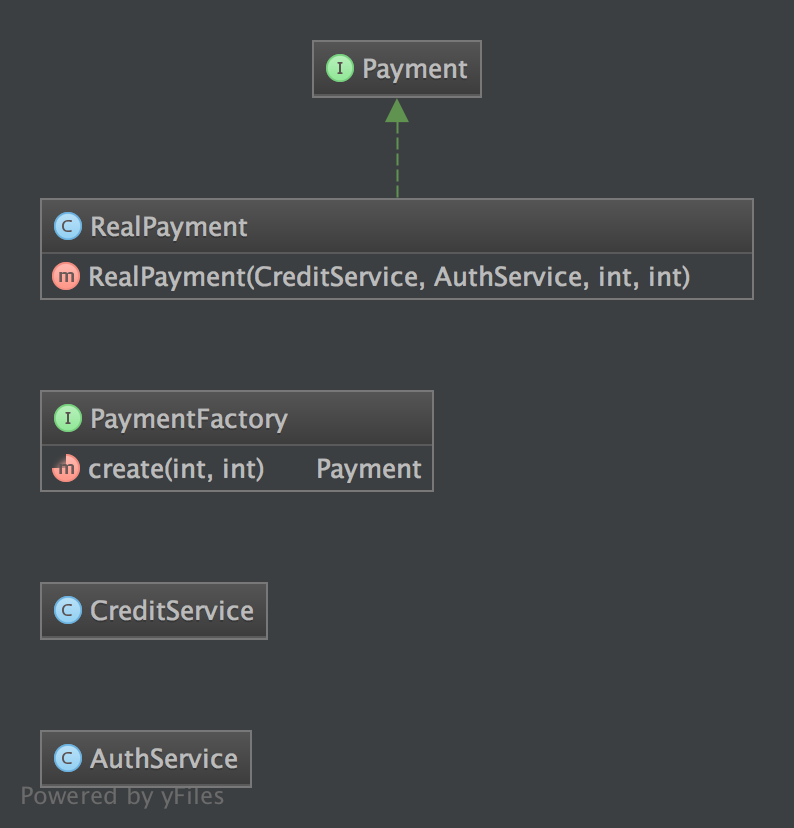 I Payment
C RealPayment
m RealPayment(CreditService, AuthService, int, int)
I PaymentFactory
m create(int, int) Payment
C CreditService
C AuthService
Powered by yFiles